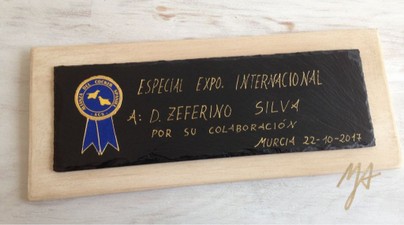 ESPECIAL EXPO. INTERNACIONAL
A: D. ZEFERINO SILVA
POR SU COLABORACIÓN
MURCIA 22-10-2017